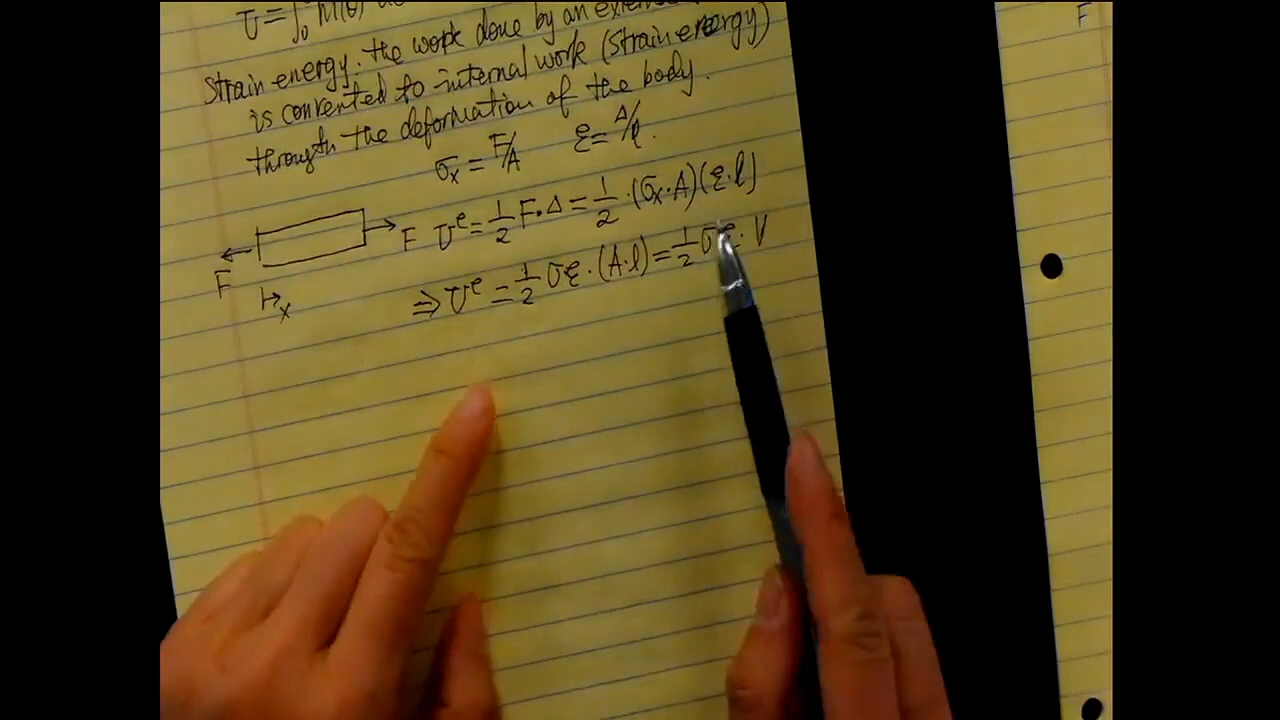 U = ∫₀ M(θ)
Strain energy. the work done by an
is converted to internal work (strain energy)
through the deformation of the body.
σₓ = F/A ε = Δ/l.
F F Uᵉ = 1/2 F·Δ = 1/2·(σₓ·A)(ε·l)
x ⇒ Uᵉ = 1/2 σε·(A·l) = 1/2 σε·V
F